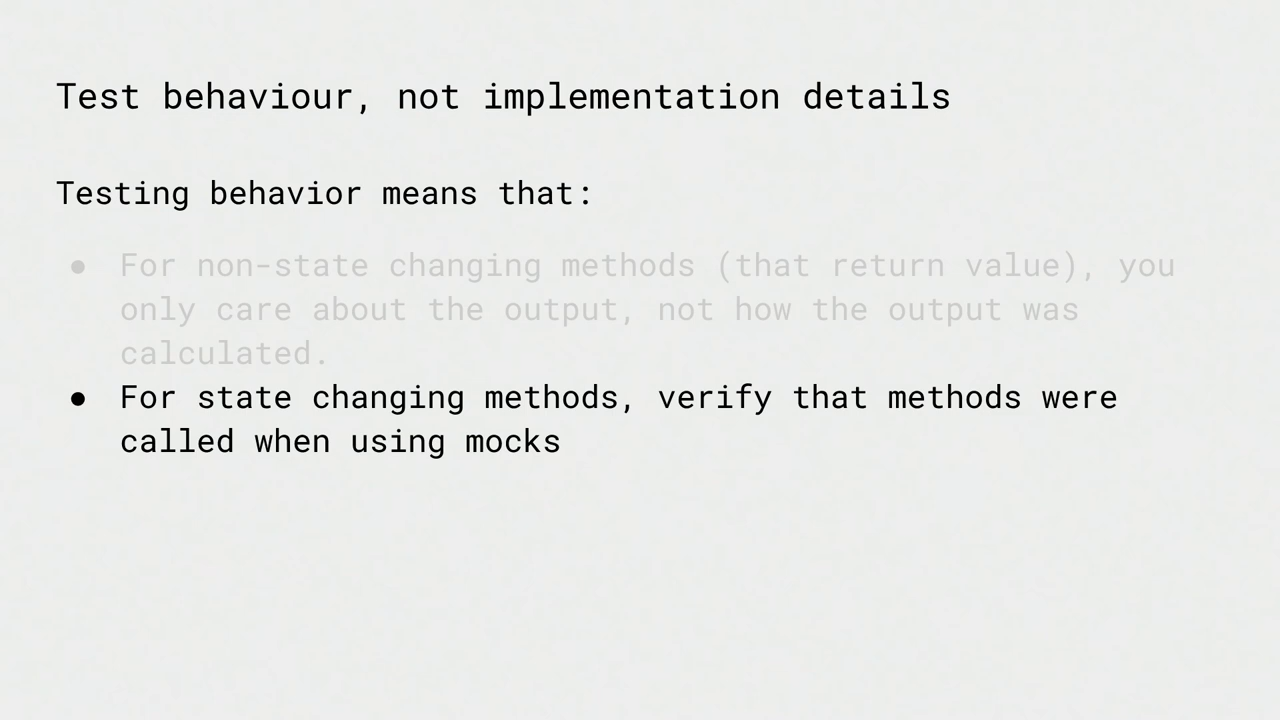 Test behaviour, not implementation details
Testing behavior means that:
● For non-state changing methods (that return value), you
only care about the output, not how the output was
calculated.
● For state changing methods, verify that methods were
called when using mocks